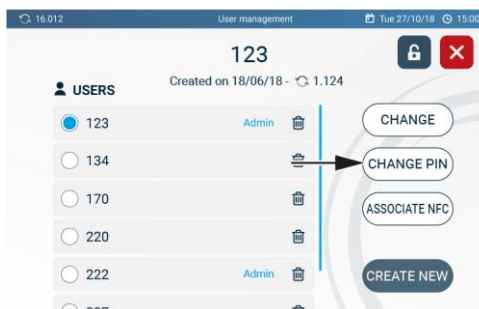 16.012 User management Tue 27/10/18 15:00
123
Created on 18/06/18 - 1.124
USERS
123 Admin
134
170
220
222 Admin
CHANGE
CHANGE PIN
ASSOCIATE NFC
CREATE NEW